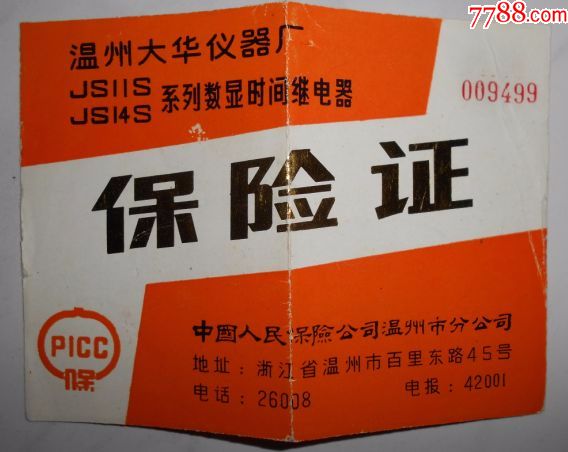 7788.com
温州大华仪器厂
JS11S
JS14S 系列数显时间继电器
009499
保险证
PICC
保
中國人民保險公司温州市分公司
地址:浙江省温州市百里东路45号
电话:26008 电报:42001